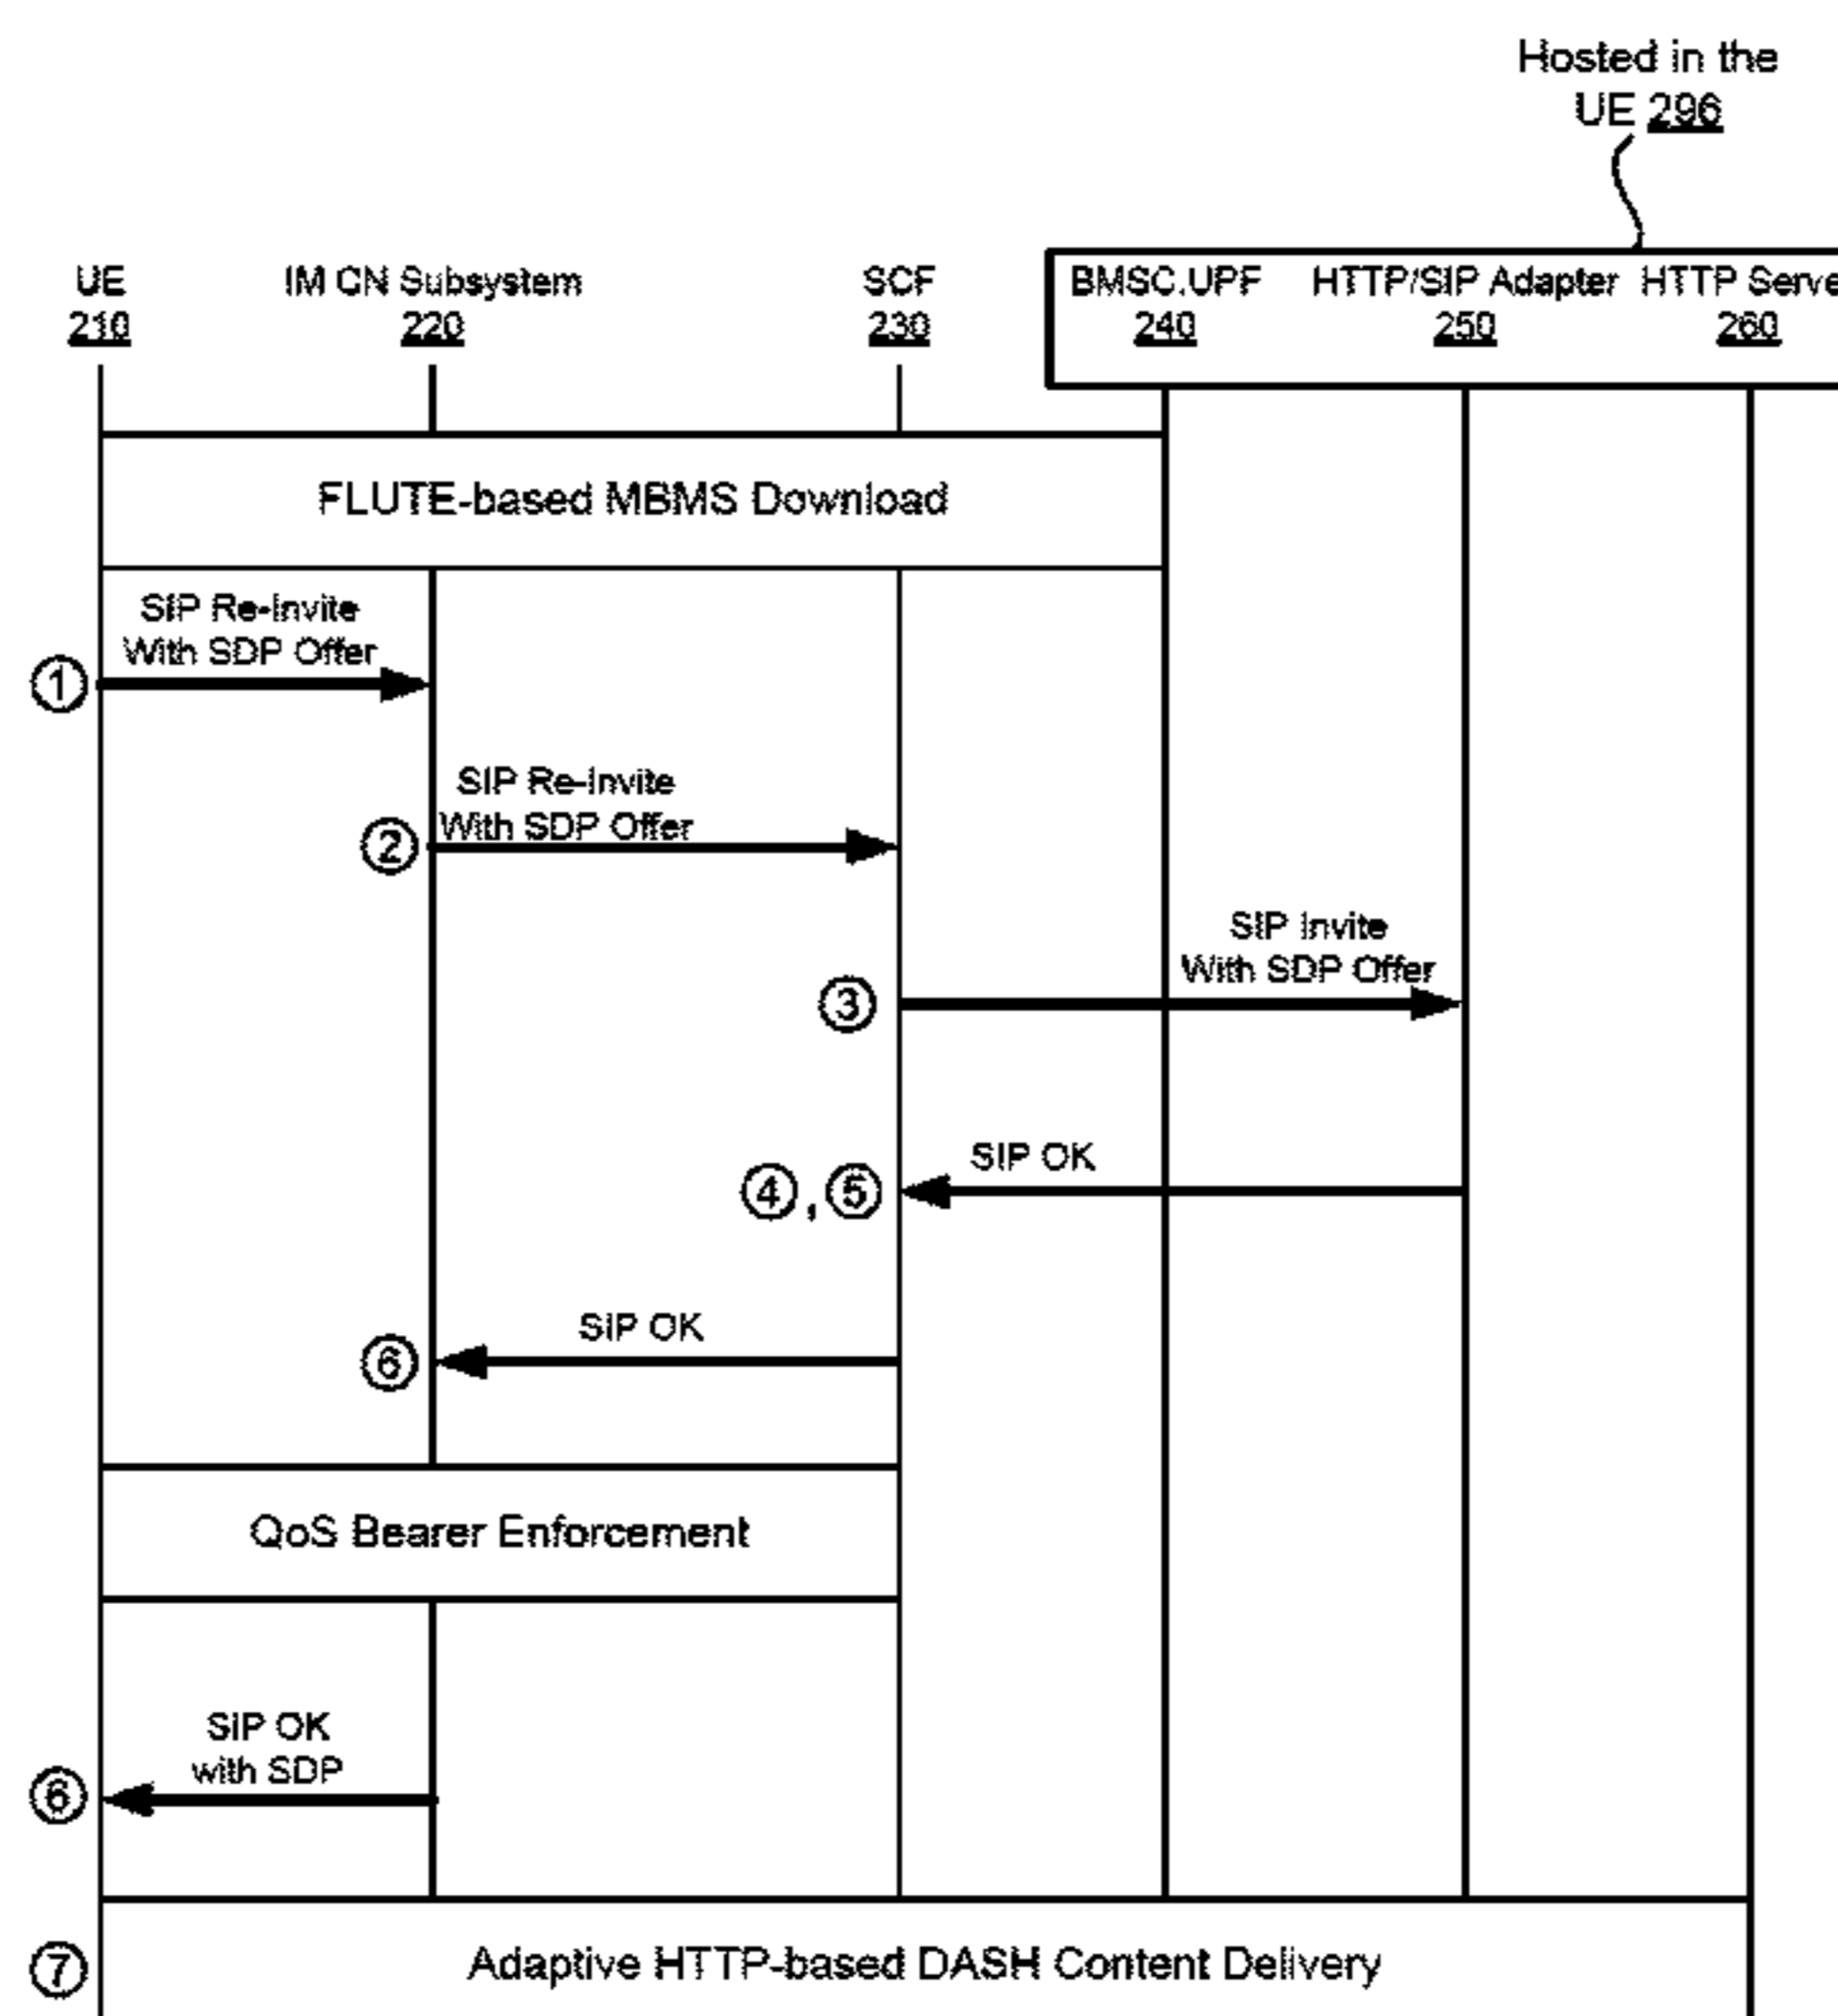 Hosted in the
UE 296
UE
210
IM CN Subsystem
220
SCF
230
BMSC.UPF
240
HTTP/SIP Adapter
250
HTTP Serve
260
FLUTE-based MBMS Download
SIP Re-Invite
With SDP Offer
1
SIP Re-Invite
With SDP Offer
2
SIP Invite
With SDP Offer
3
SIP OK
4, 5
SIP OK
6
QoS Bearer Enforcement
SIP OK
with SDP
6
7
Adaptive HTTP-based DASH Content Delivery